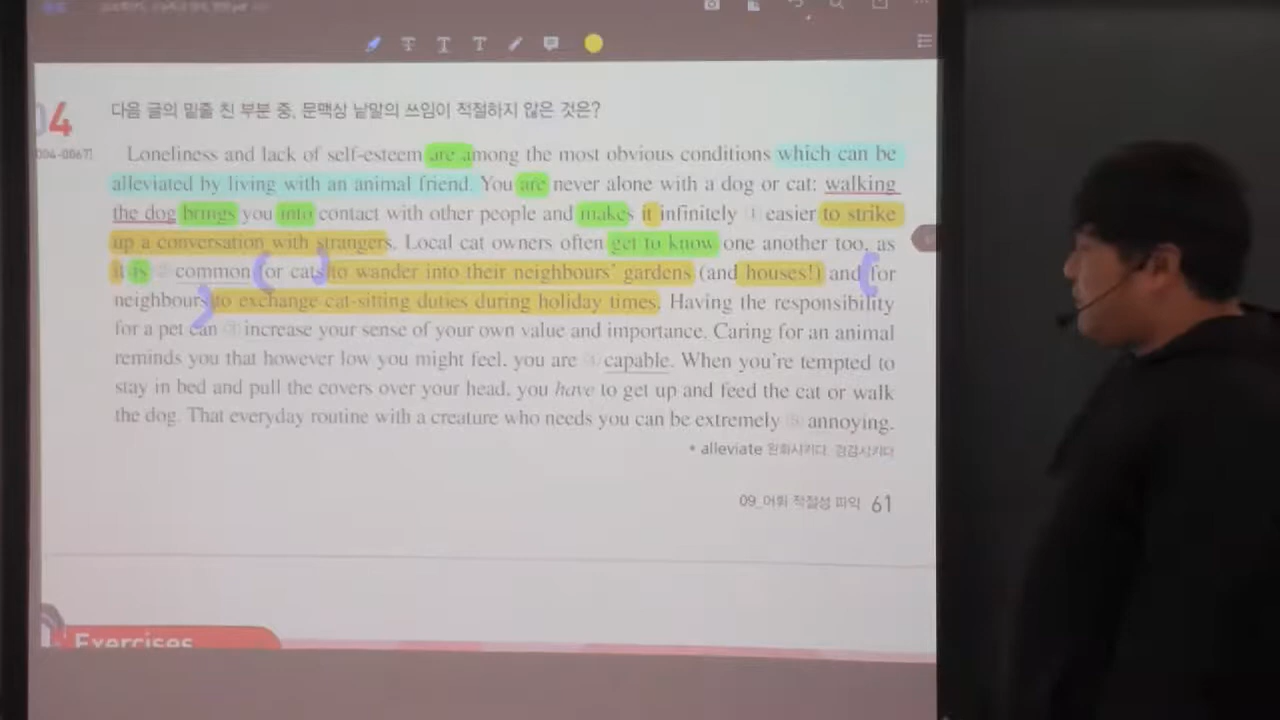 04
다음 글의 밑줄 친 부분 중, 문맥상 낱말의 쓰임이 적절하지 않은 것은?
Loneliness and lack of self-esteem are among the most obvious conditions which can be
alleviated by living with an animal friend. You are never alone with a dog or cat; walking
the dog brings you into contact with other people and makes it infinitely ① easier to strike
up a conversation with strangers. Local cat owners often get to know one another too, as
it is ② common for cats to wander into their neighbours' gardens (and houses!) and for
neighbours to exchange cat-sitting duties during holiday times. Having the responsibility
for a pet can ③ increase your sense of your own value and importance. Caring for an animal
reminds you that however low you might feel, you are ④ capable. When you're tempted to
stay in bed and pull the covers over your head, you have to get up and feed the cat or walk
the dog. That everyday routine with a creature who needs you can be extremely ⑤ annoying.
* alleviate 완화시키다, 경감시키다
09_어휘 적절성 파악 61
Exercises